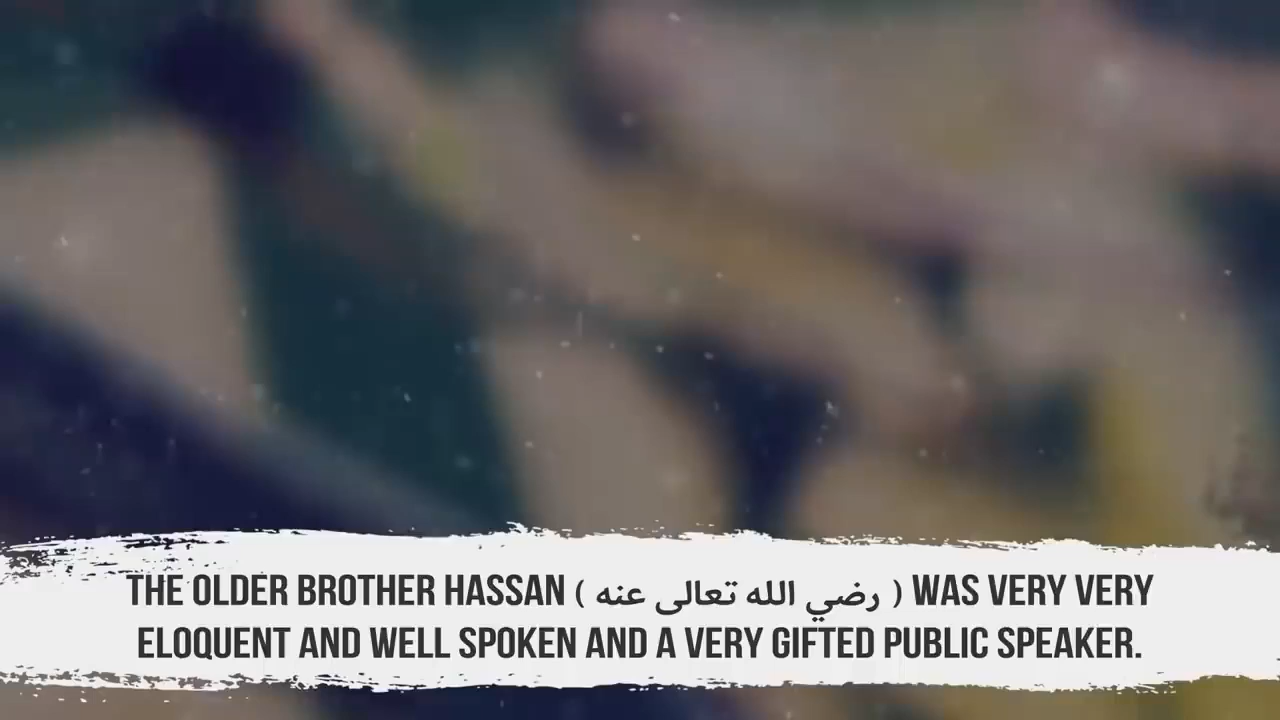 THE OLDER BROTHER HASSAN ( رضي الله تعالى عنه ) WAS VERY VERY
ELOQUENT AND WELL SPOKEN AND A VERY GIFTED PUBLIC SPEAKER.